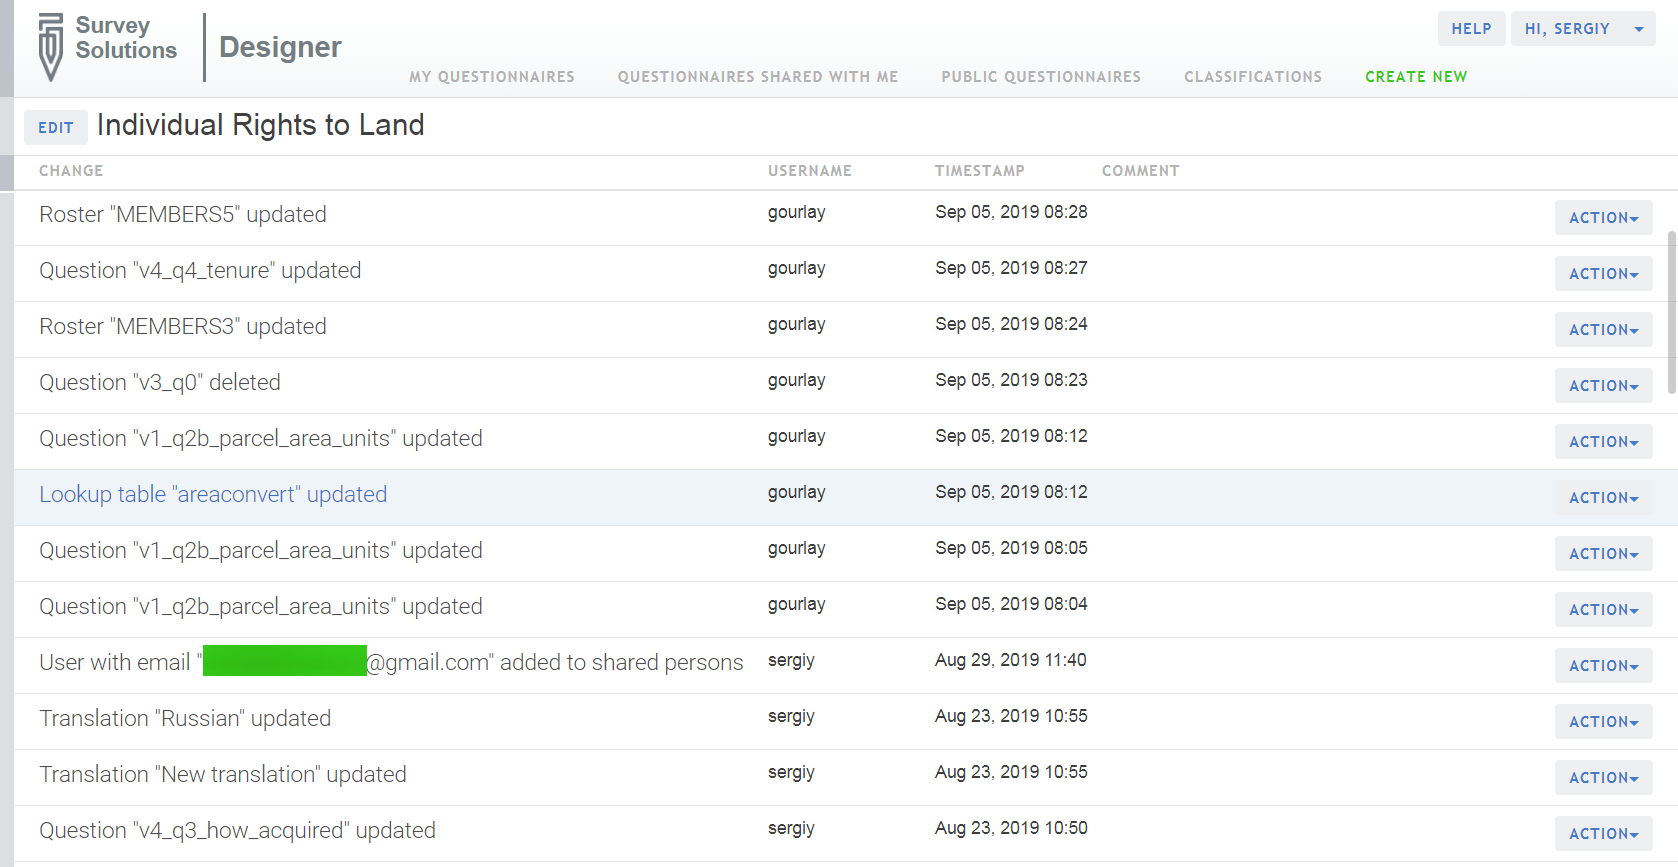 Survey
Solutions
Designer
HELP
HI, SERGIY
MY QUESTIONNAIRES
QUESTIONNAIRES SHARED WITH ME
PUBLIC QUESTIONNAIRES
CLASSIFICATIONS
CREATE NEW
EDIT
Individual Rights to Land
CHANGE USERNAME TIMESTAMP COMMENT
Roster "MEMBERS5" updated gourlay Sep 05, 2019 08:28 ACTION
Question "v4_q4_tenure" updated gourlay Sep 05, 2019 08:27 ACTION
Roster "MEMBERS3" updated gourlay Sep 05, 2019 08:24 ACTION
Question "v3_q0" deleted gourlay Sep 05, 2019 08:23 ACTION
Question "v1_q2b_parcel_area_units" updated gourlay Sep 05, 2019 08:12 ACTION
Lookup table "areaconvert" updated gourlay Sep 05, 2019 08:12 ACTION
Question "v1_q2b_parcel_area_units" updated gourlay Sep 05, 2019 08:05 ACTION
Question "v1_q2b_parcel_area_units" updated gourlay Sep 05, 2019 08:04 ACTION
User with email "@gmail.com" added to shared persons sergiy Aug 29, 2019 11:40 ACTION
Translation "Russian" updated sergiy Aug 23, 2019 10:55 ACTION
Translation "New translation" updated sergiy Aug 23, 2019 10:55 ACTION
Question "v4_q3_how_acquired" updated sergiy Aug 23, 2019 10:50 ACTION